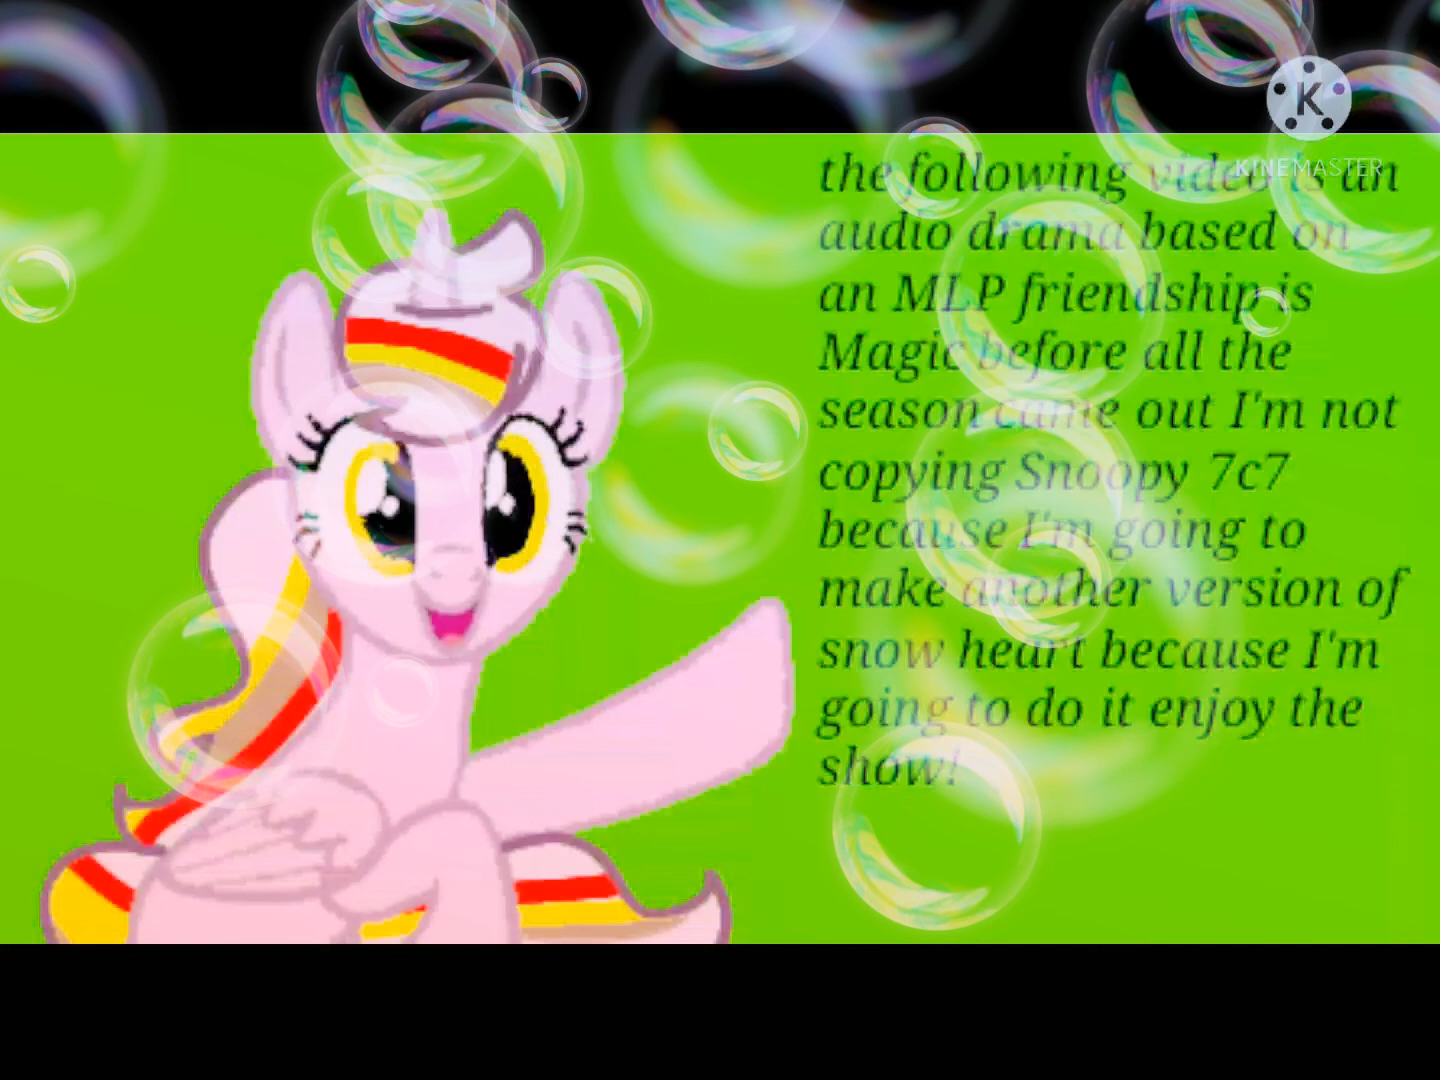 K
KINEMASTER
the following video is an
audio drama based on
an MLP friendship is
Magic before all the
season came out I'm not
copying Snoopy 7c7
because I'm going to
make another version of
snow heart because I'm
going to do it enjoy the
show!